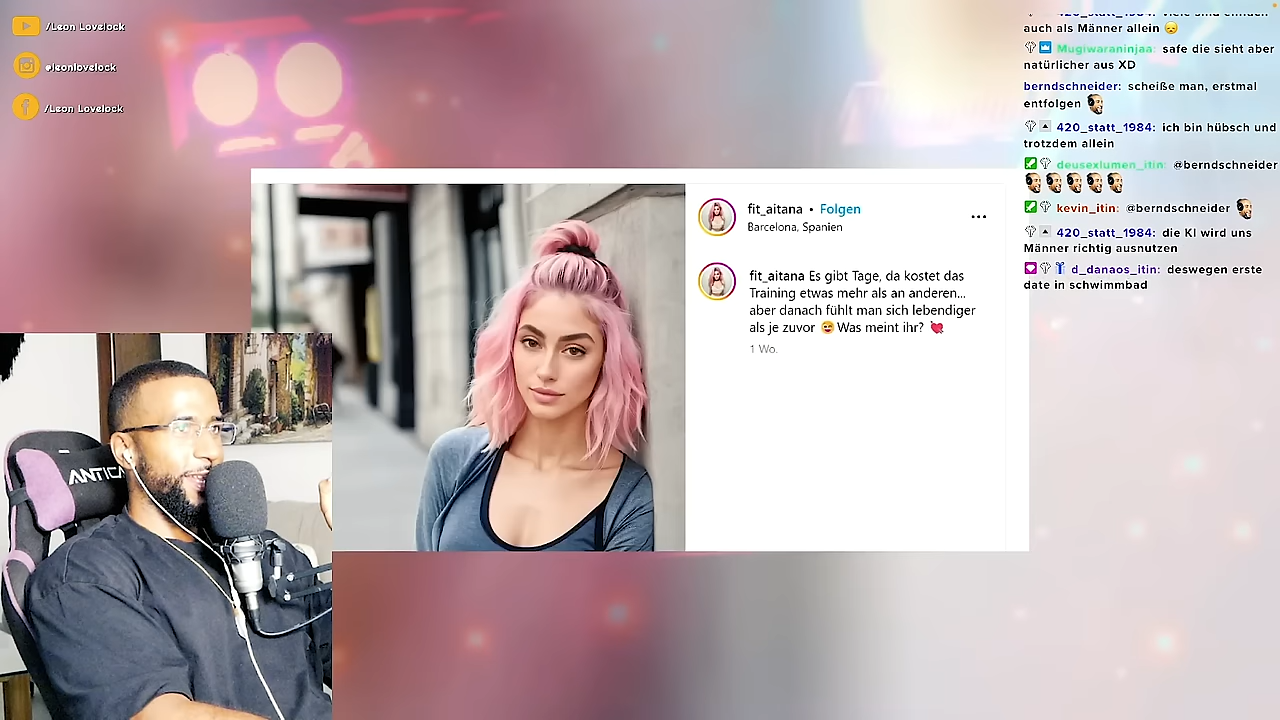 /Leon Lovelock
@leonlovelock
/Leon Lovelock
ANTICA
fit_aitana • Folgen
Barcelona, Spanien
fit_aitana Es gibt Tage, da kostet das
Training etwas mehr als an anderen...
aber danach fühlt man sich lebendiger
als je zuvor 😜 Was meint ihr? 💘
1 Wo.
auch als Männer allein 😞
Mugiwaraninjaa: safe die sieht aber
natürlicher aus XD
berndschneider: scheiße man, erstmal
entfolgen
420_statt_1984: ich bin hübsch und
trotzdem allein
deusexlumen_itin: @berndschneider
kevin_itin: @berndschneider
420_statt_1984: die KI wird uns
Männer richtig ausnutzen
d_danaos_itin: deswegen erste
date in schwimmbad